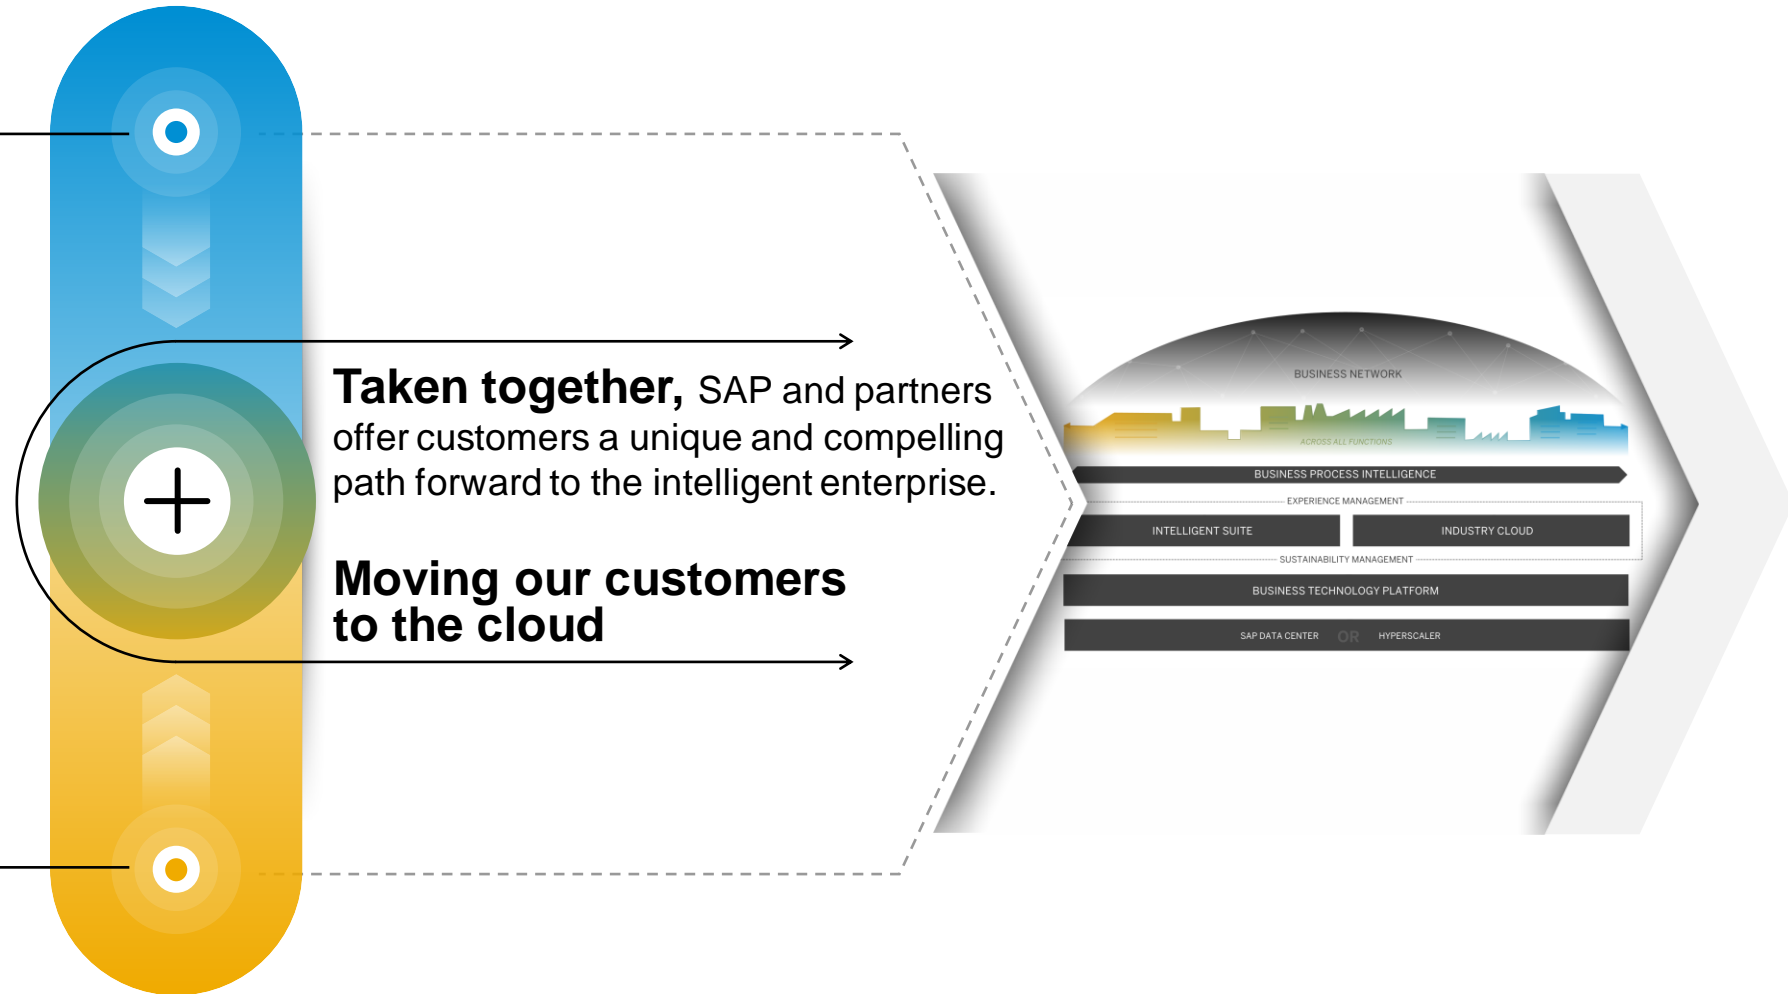 Taken together, SAP and partners
offer customers a unique and compelling
path forward to the intelligent enterprise.
Moving our customers
to the cloud
BUSINESS NETWORK
ACROSS ALL FUNCTIONS
BUSINESS PROCESS INTELLIGENCE
EXPERIENCE MANAGEMENT
INTELLIGENT SUITE INDUSTRY CLOUD
SUSTAINABILITY MANAGEMENT
BUSINESS TECHNOLOGY PLATFORM
SAP DATA CENTER OR HYPERSCALER